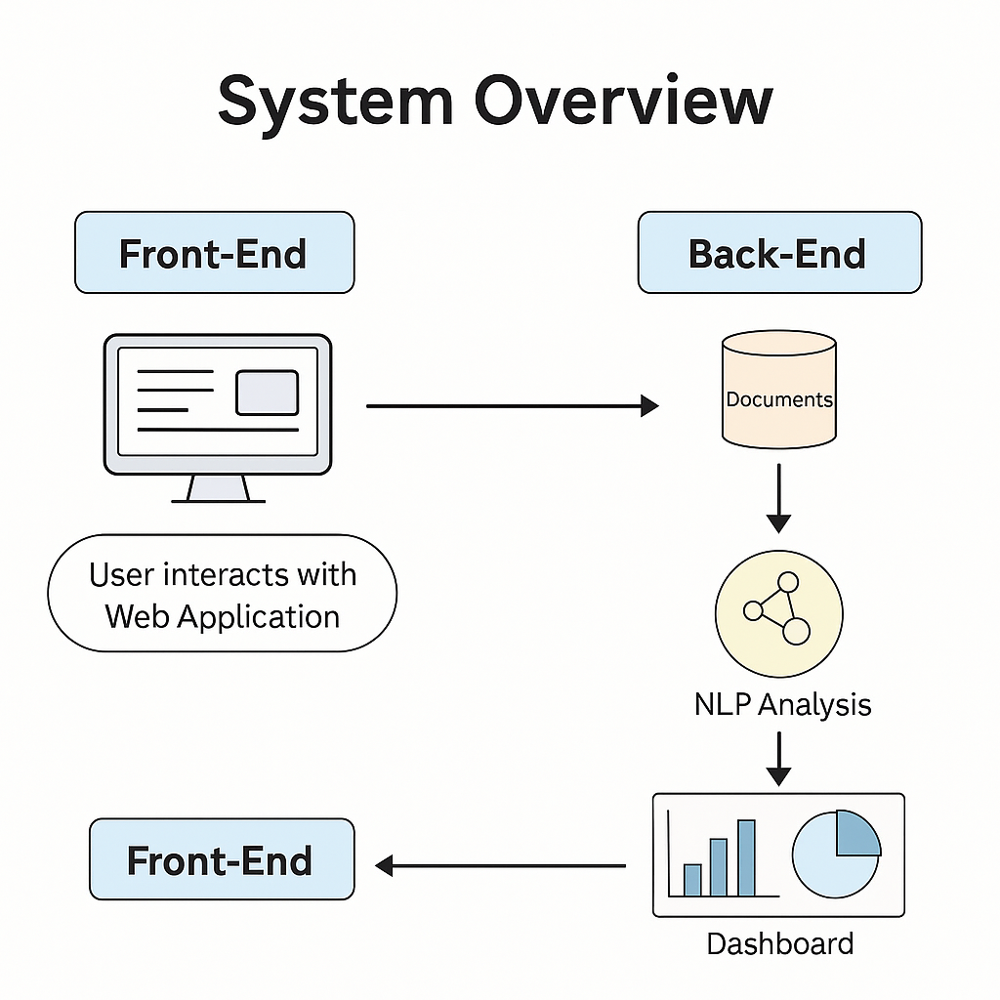 System Overview
Front-End
Back-End
Documents
User interacts with
Web Application
NLP Analysis
Front-End
Dashboard